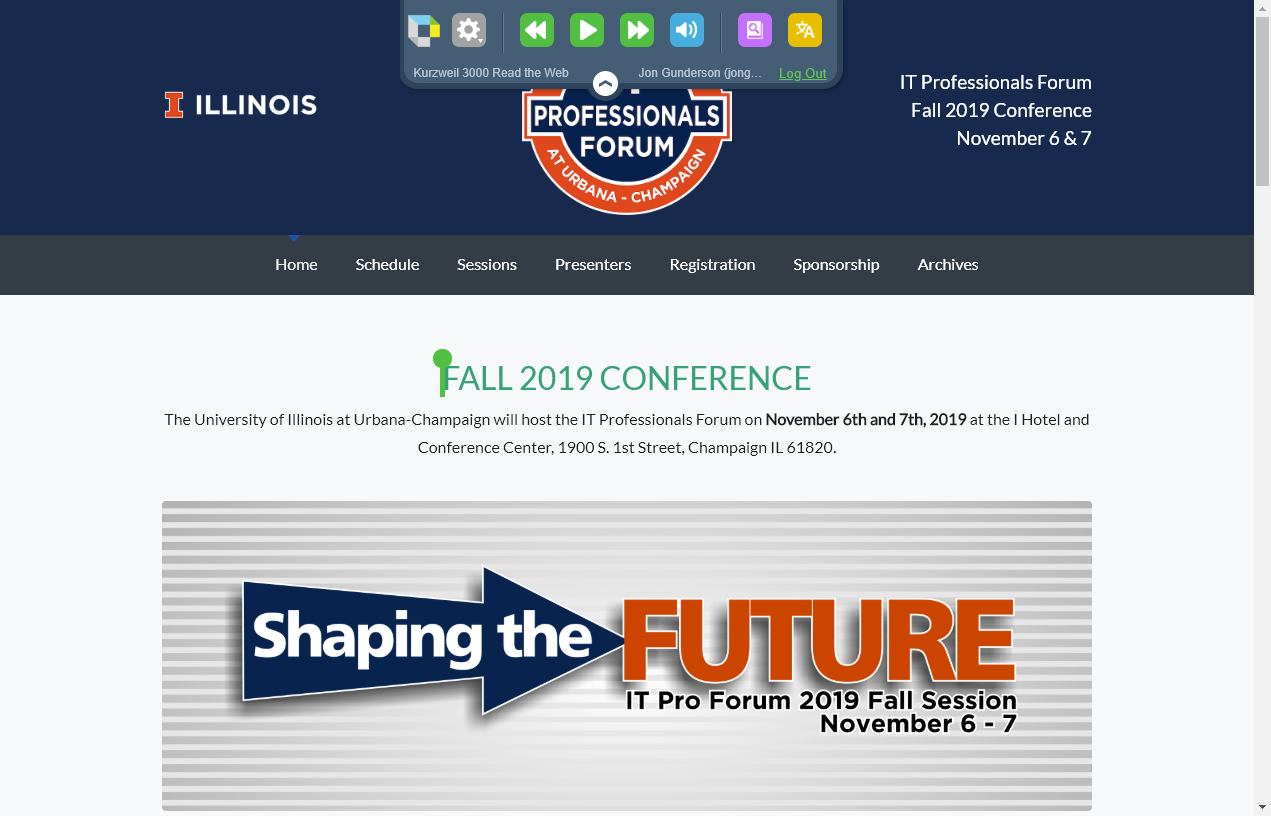 Kurzweil 3000 Read the Web
Jon Gunderson (jong...
Log Out
ILLINOIS
PROFESSIONALS
FORUM
AT URBANA - CHAMPAIGN
IT Professionals Forum
Fall 2019 Conference
November 6 & 7
Home Schedule Sessions Presenters Registration Sponsorship Archives
FALL 2019 CONFERENCE
The University of Illinois at Urbana-Champaign will host the IT Professionals Forum on November 6th and 7th, 2019 at the I Hotel and
Conference Center, 1900 S. 1st Street, Champaign IL 61820.
Shaping the FUTURE
IT Pro Forum 2019 Fall Session
November 6 - 7